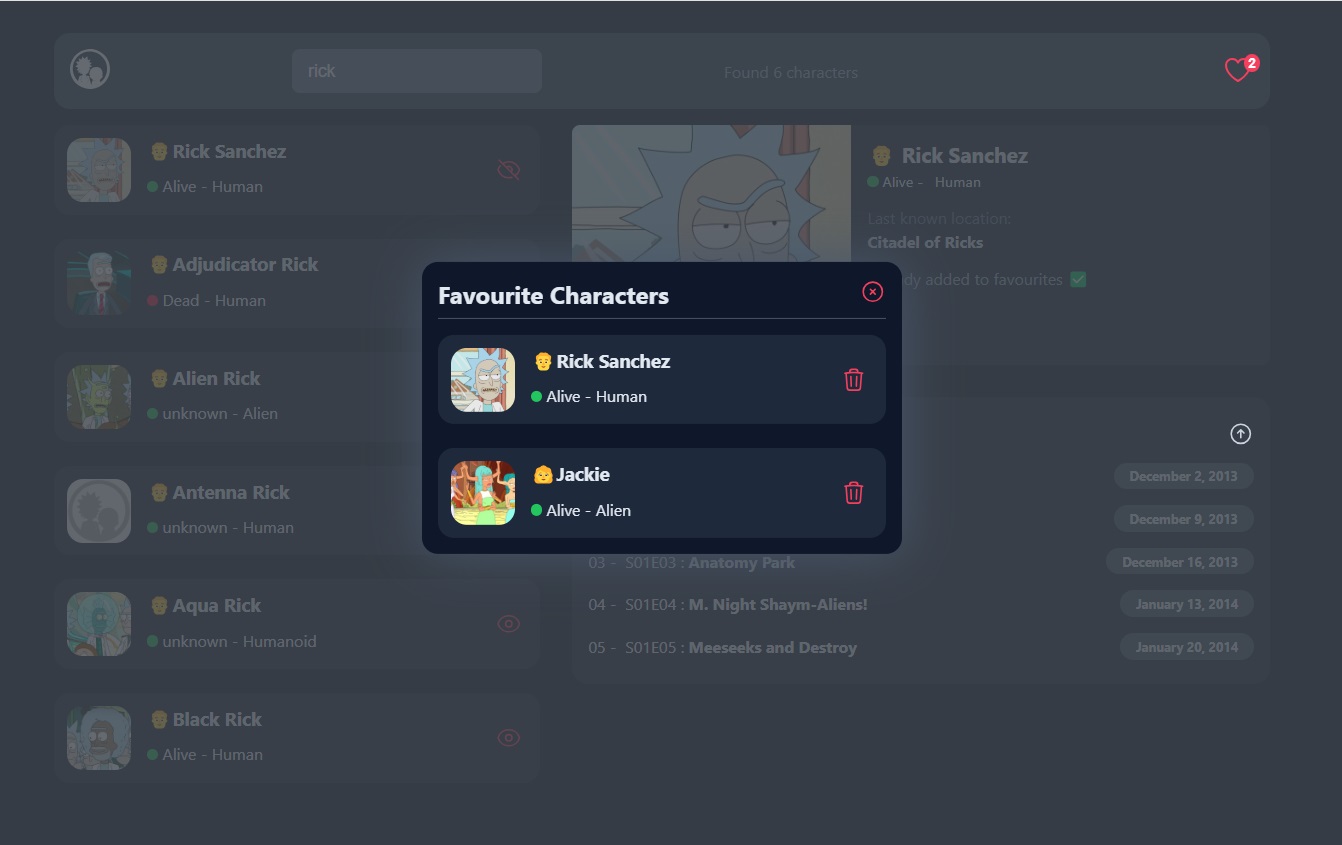 rick
Found 6 characters
2
Rick Sanchez
Alive - Human
Adjudicator Rick
Dead - Human
Alien Rick
unknown - Alien
Antenna Rick
unknown - Human
Aqua Rick
unknown - Humanoid
Black Rick
Alive - Human
Rick Sanchez
Alive - Human
Last known location:
Citadel of Ricks
dy added to favourites
Favourite Characters
Rick Sanchez
Alive - Human
Jackie
Alive - Alien
December 2, 2013
December 9, 2013
03 - S01E03 : Anatomy Park December 16, 2013
04 - S01E04 : M. Night Shaym-Aliens! January 13, 2014
05 - S01E05 : Meeseeks and Destroy January 20, 2014